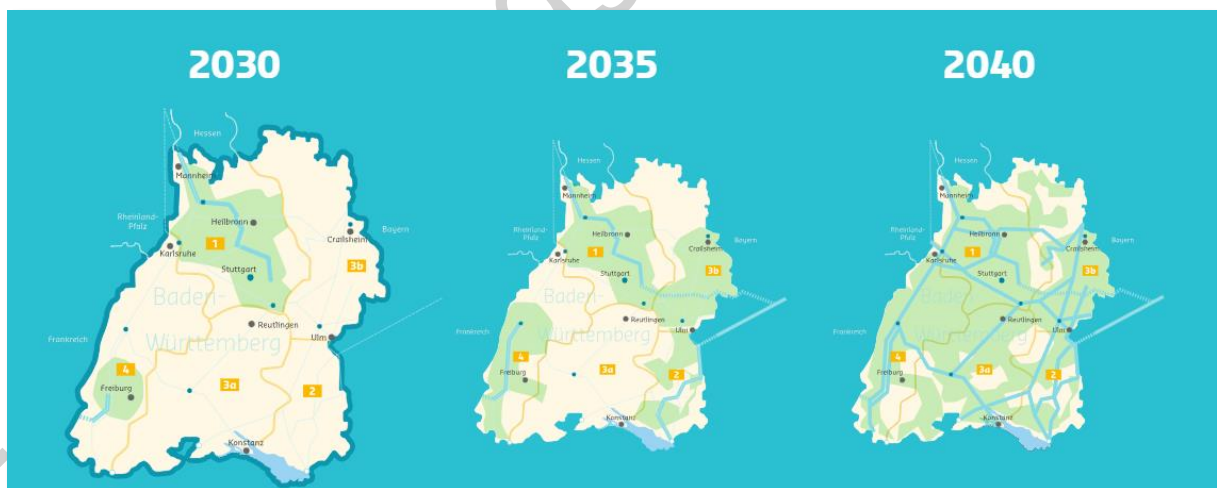 2030
Hessen
Mannheim
Rheinland-
Pfalz
Heilbronn
Bayern
Crailsheim
1
Karlsruhe
3b
Stuttgart
Baden-
Württemberg
Reutlingen
Ulm
Frankreich
4
3a
2
Freiburg
Konstanz
2035
Hessen
Mannheim
Rheinland-
Pfalz
Heilbronn
Bayern
Crailsheim
1
Karlsruhe
3b
Stuttgart
Baden-
Württemberg
Reutlingen
Ulm
Frankreich
4
3a
2
Freiburg
Konstanz
2040
Hessen
Mannheim
Rheinland-
Pfalz
Heilbronn
Bayern
Crailsheim
1
Karlsruhe
3b
Stuttgart
Baden-
Württemberg
Reutlingen
Ulm
Frankreich
4
3a
2
Freiburg
Konstanz